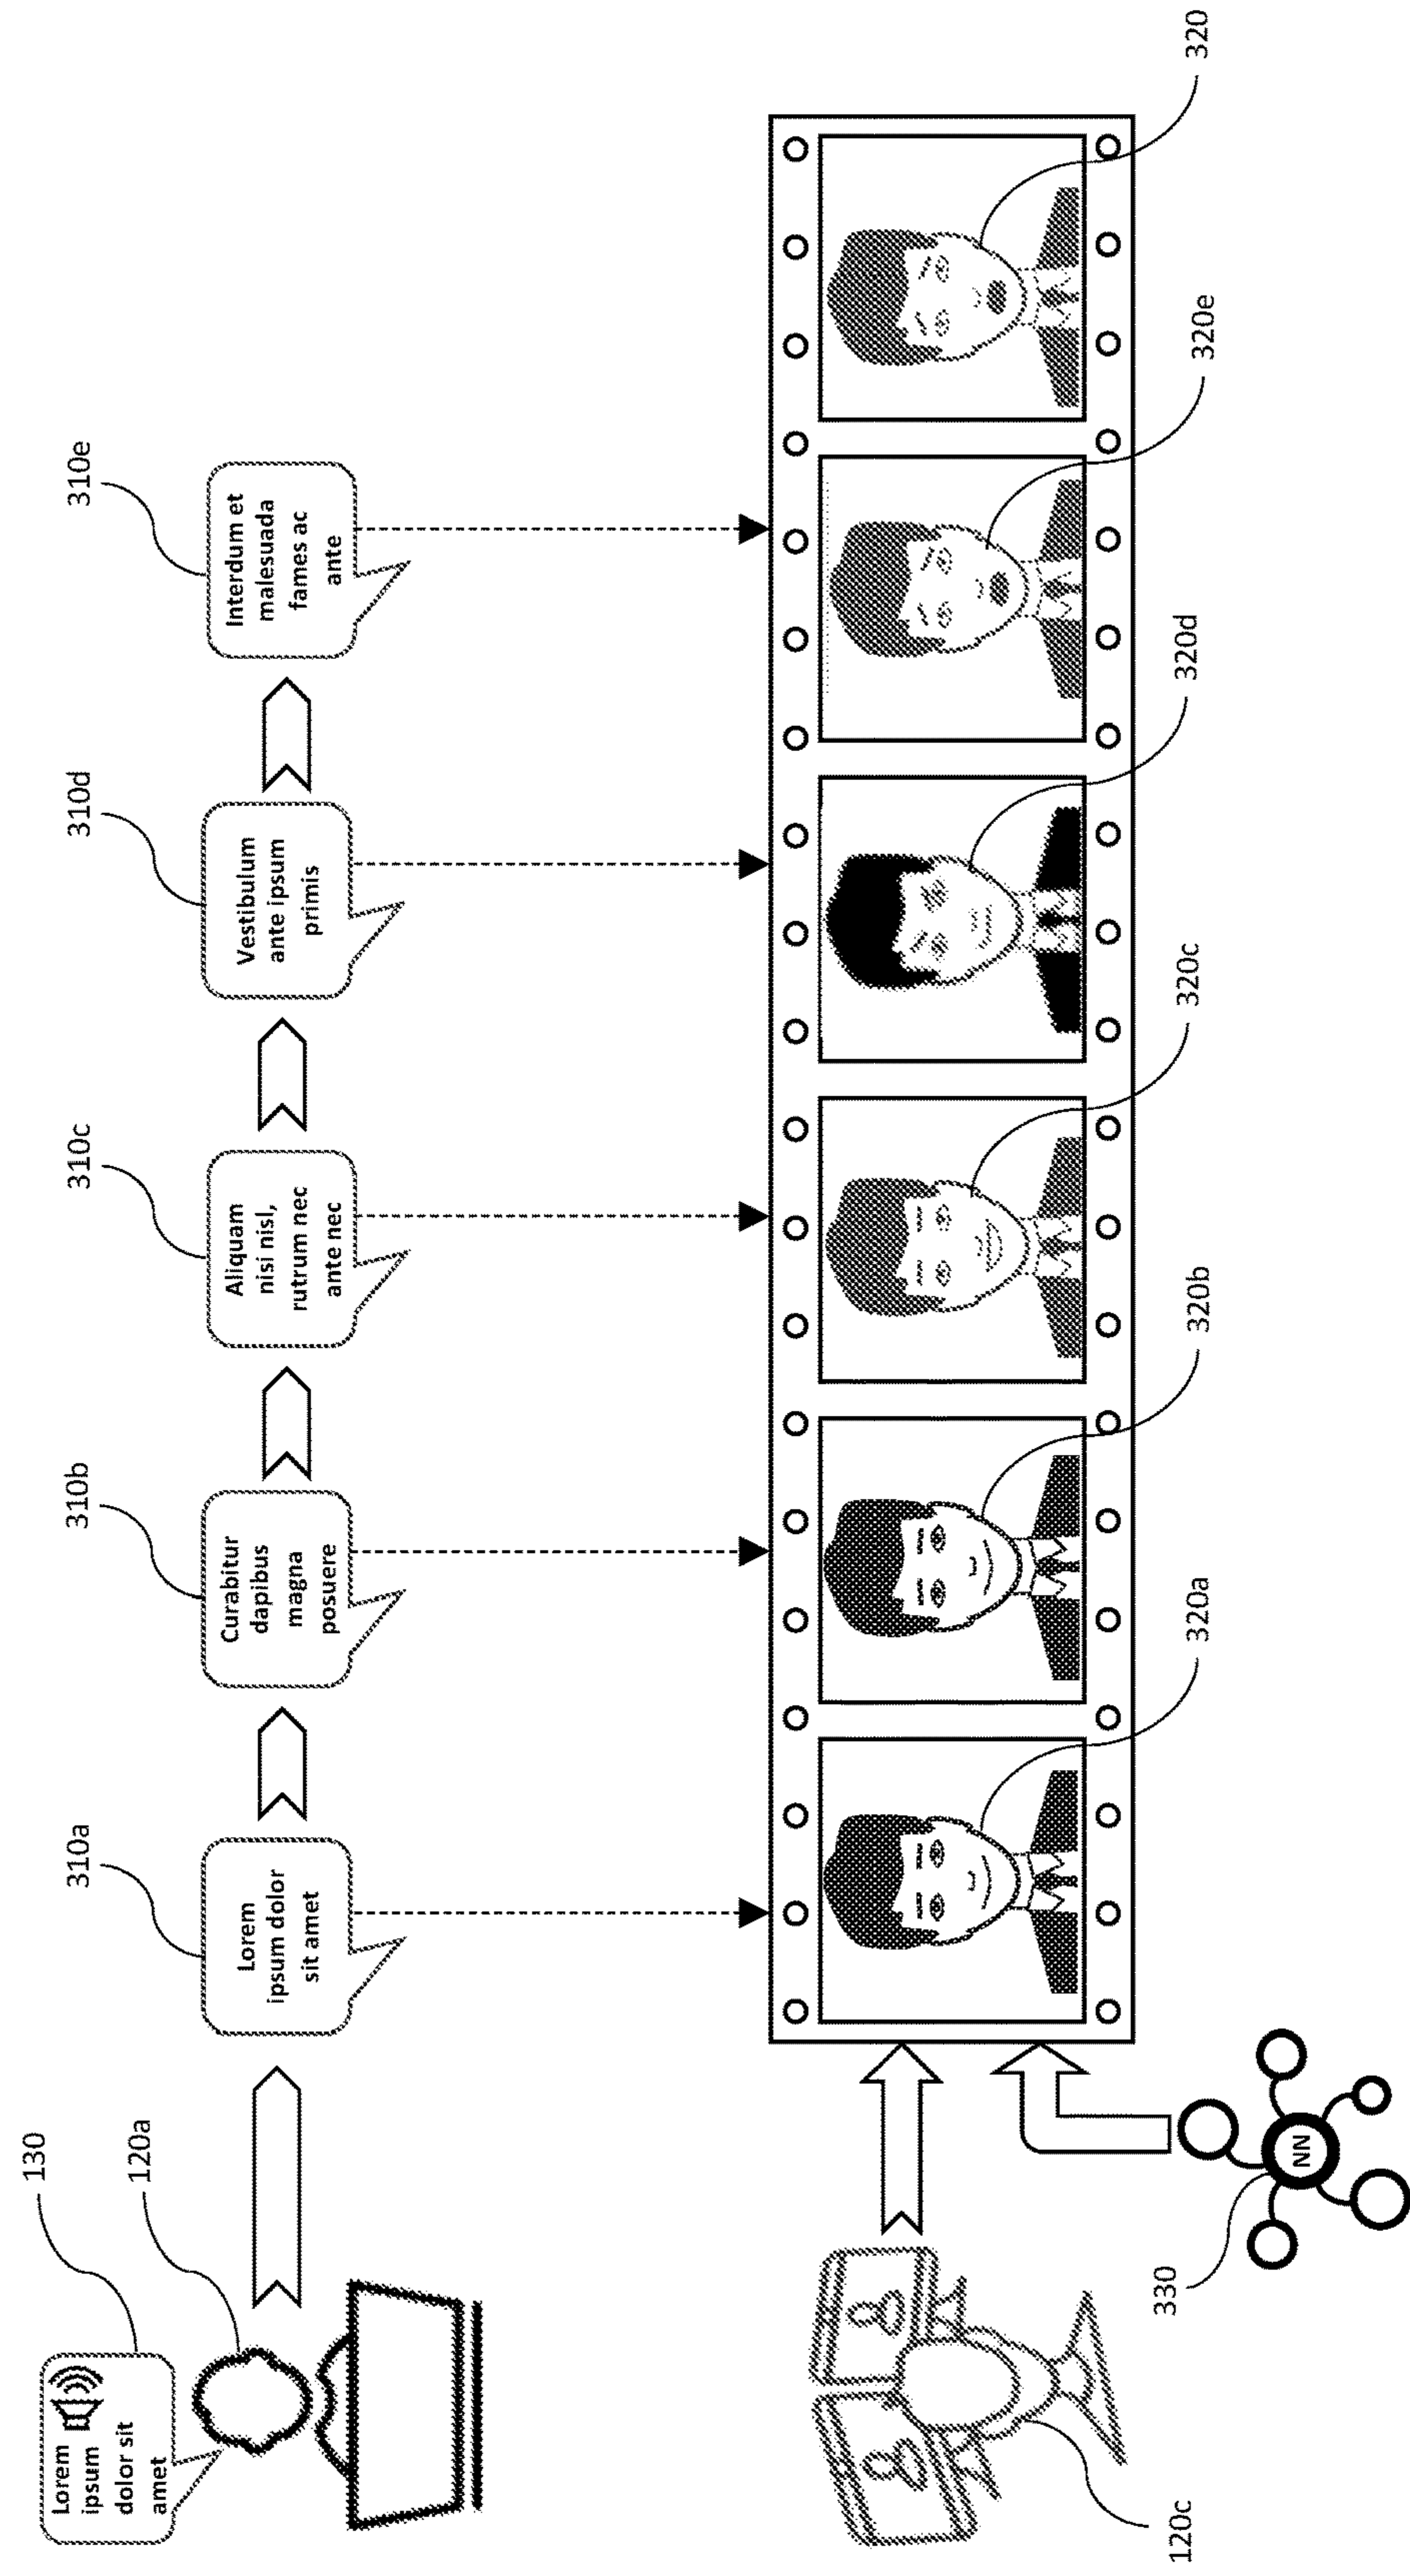 130
Lorem
ipsum
dolor sit
amet
120a
310a
Lorem
ipsum dolor
sit amet
310b
Curabitur
dapibus
magna
posuere
310c
Aliquam
nisi nisl,
rutrum nec
ante nec
310d
Vestibulum
ante ipsum
primis
310e
Interdum et
malesuada
fames ac
ante
120c
330
NN
320a
320b
320c
320d
320e
320